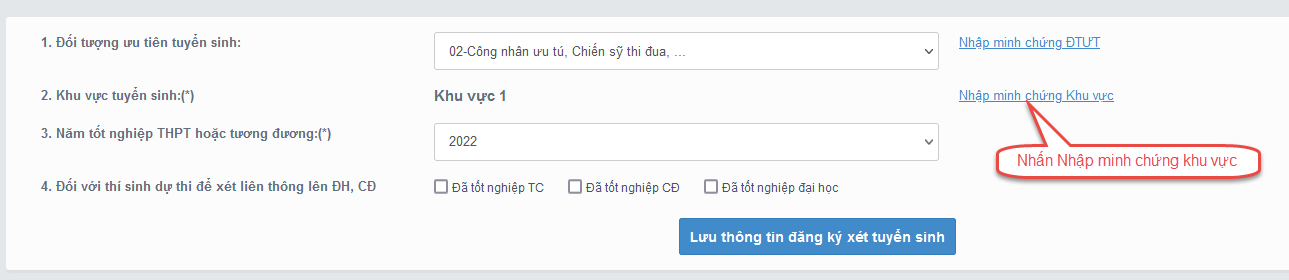 1. Đối tượng ưu tiên tuyển sinh:
02-Công nhân ưu tú, Chiến sỹ thi đua, ...
Nhập minh chứng ĐTƯT
2. Khu vực tuyển sinh:(*)
Khu vực 1
Nhập minh chứng Khu vực
3. Năm tốt nghiệp THPT hoặc tương đương:(*)
2022
Nhấn Nhập minh chứng khu vực
4. Đối với thí sinh dự thi để xét liên thông lên ĐH, CĐ
Đã tốt nghiệp TC
Đã tốt nghiệp CĐ
Đã tốt nghiệp đại học
Lưu thông tin đăng ký xét tuyển sinh